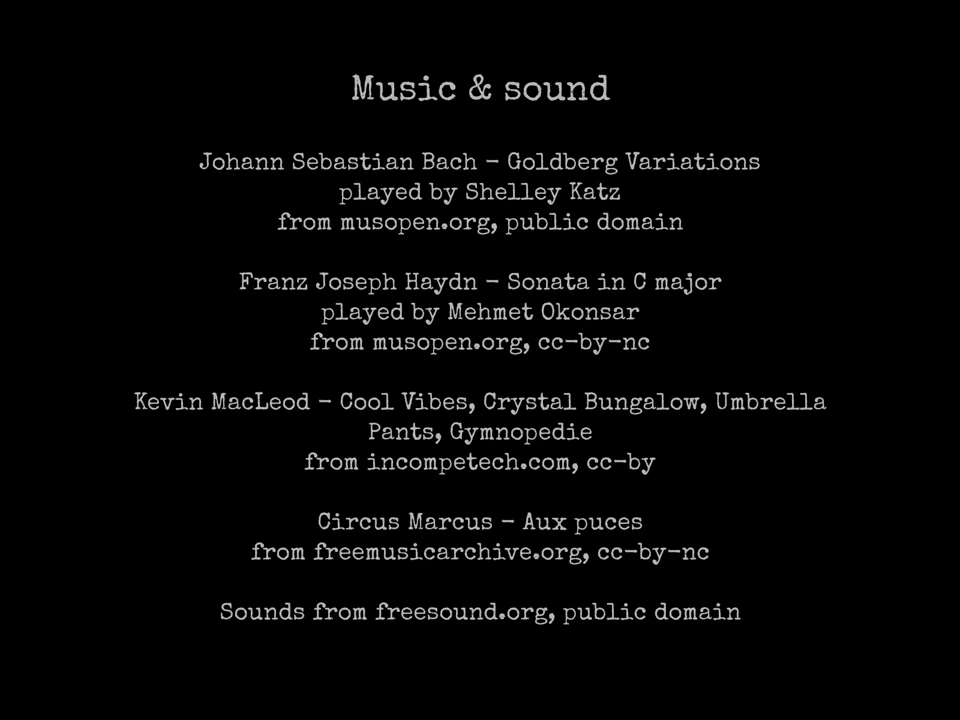 Music & sound
Johann Sebastian Bach - Goldberg Variations
played by Shelley Katz
from musopen.org, public domain
Franz Joseph Haydn - Sonata in C major
played by Mehmet Okonsar
from musopen.org, cc-by-nc
Kevin MacLeod - Cool Vibes, Crystal Bungalow, Umbrella
Pants, Gymnopedie
from incompetech.com, cc-by
Circus Marcus - Aux puces
from freemusicarchive.org, cc-by-nc
Sounds from freesound.org, public domain